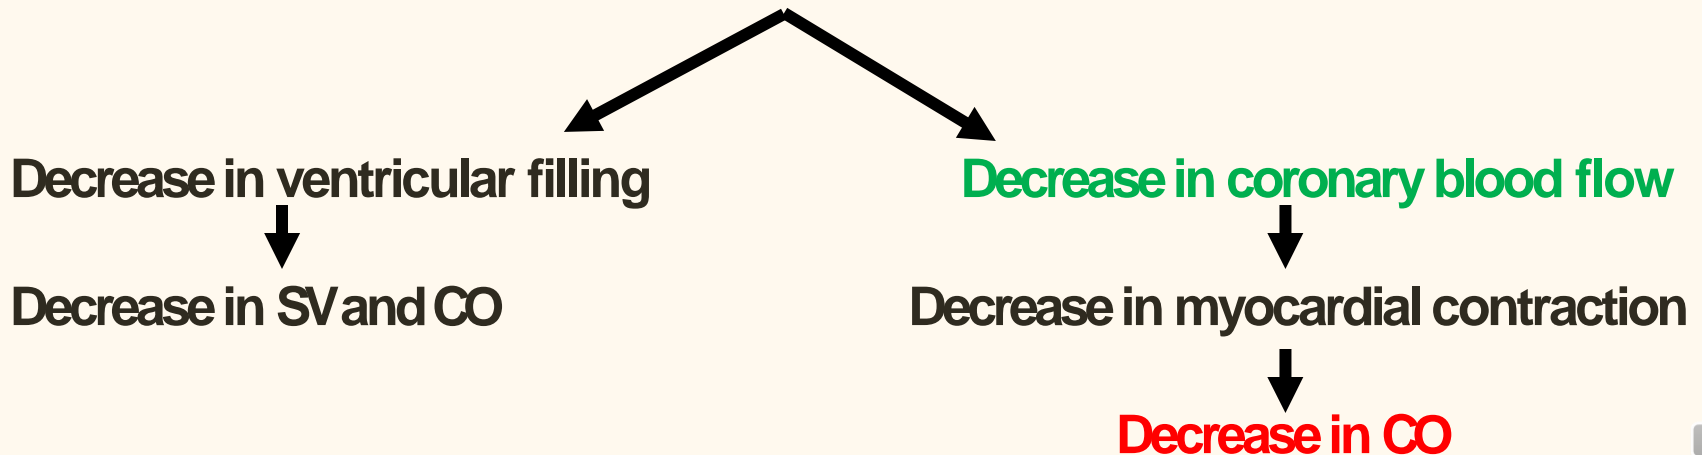 Decrease in ventricular filling
Decrease in coronary blood flow
Decrease in SV and CO
Decrease in myocardial contraction
Decrease in CO